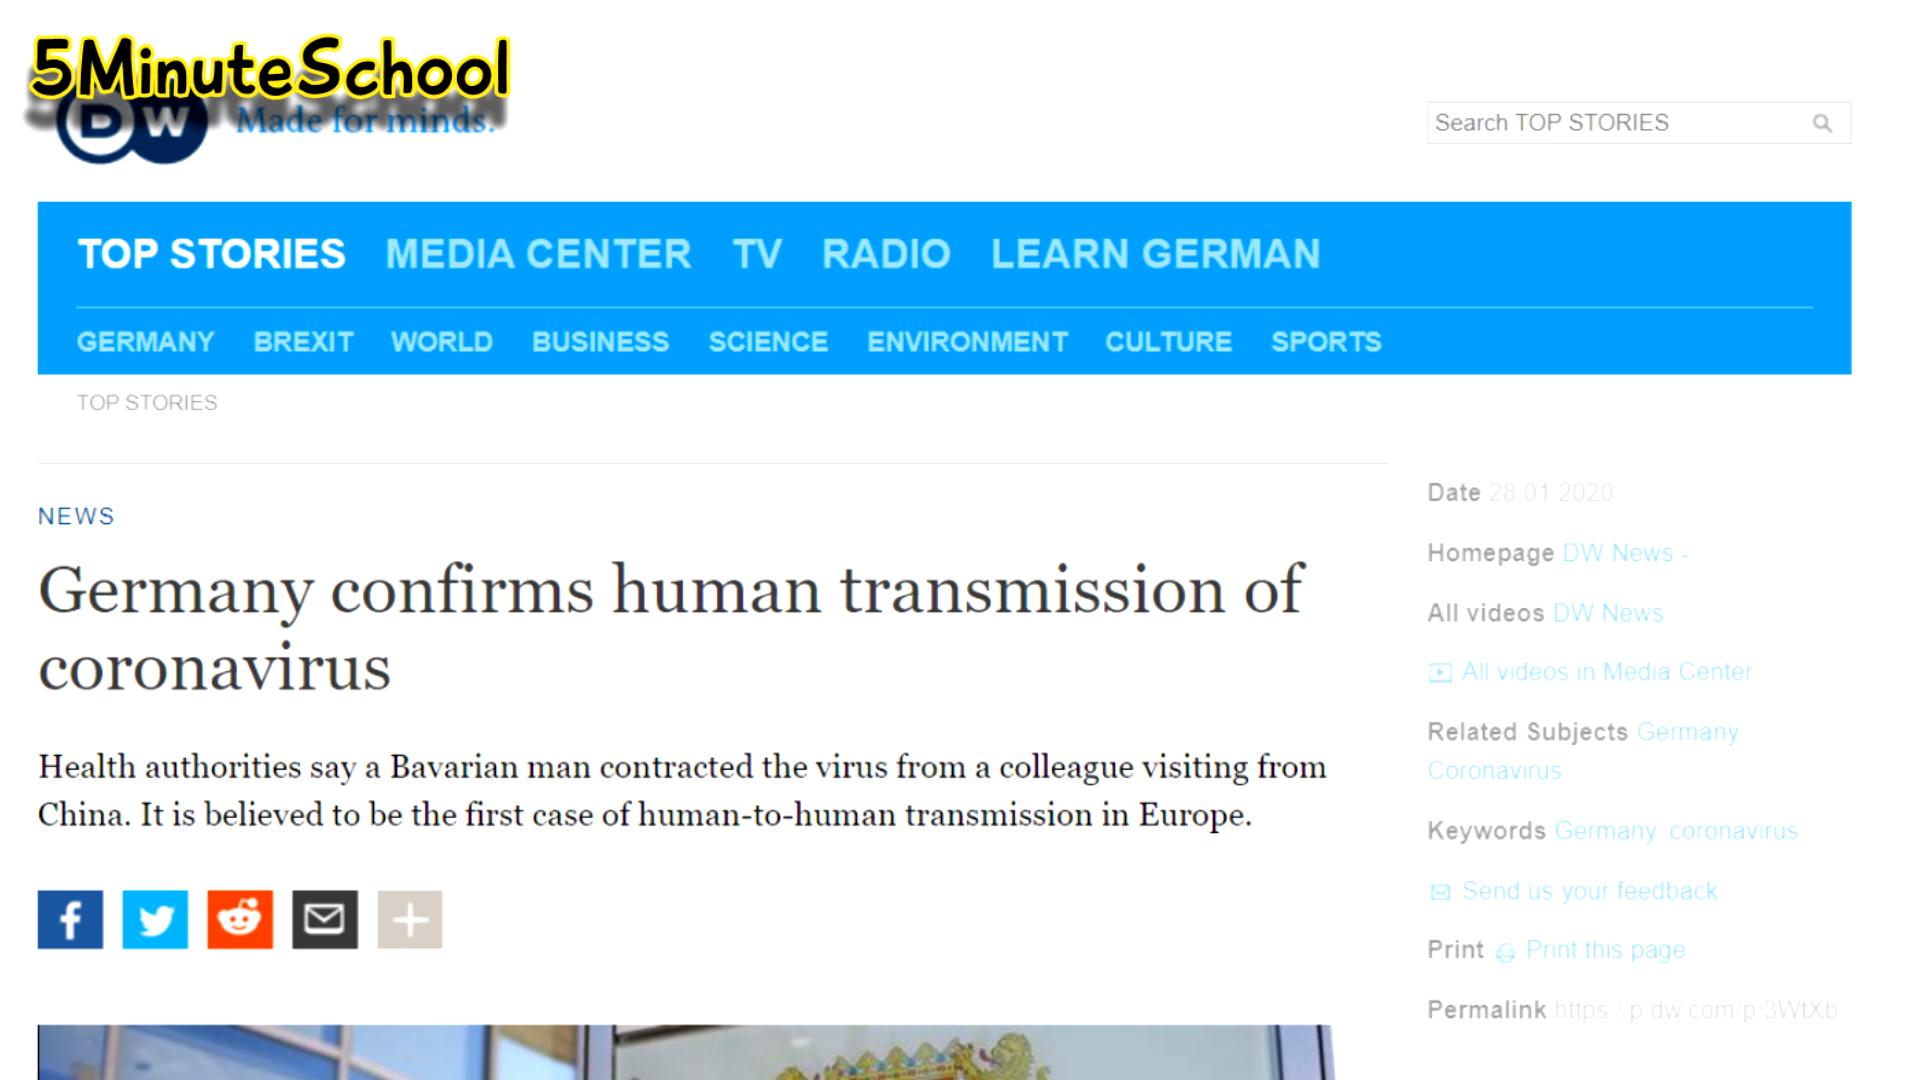 5MinuteSchool
DW Made for minds.
Search TOP STORIES
TOP STORIES MEDIA CENTER TV RADIO LEARN GERMAN
GERMANY BREXIT WORLD BUSINESS SCIENCE ENVIRONMENT CULTURE SPORTS
TOP STORIES
NEWS
Germany confirms human transmission of
coronavirus
Health authorities say a Bavarian man contracted the virus from a colleague visiting from
China. It is believed to be the first case of human-to-human transmission in Europe.
Date 28 01 2020
Homepage DW News -
All videos DW News
All videos in Media Center
Related Subjects Germany
Coronavirus
Keywords Germany coronavirus
Send us your feedback
Print Print this page
Permalink https //p dw com/p/3WtXb